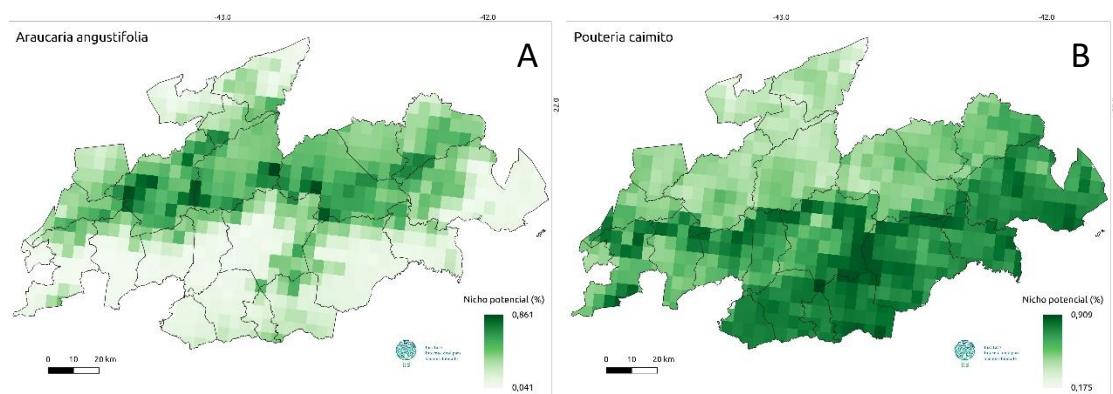 -43.0
-42.0
Araucaria angustifolia
A
-22.0
Nicho potencial (%)
0,861
0,041
0 10 20 km
-43.0
-42.0
Pouteria caimito
B
Nicho potencial (%)
0,909
0,175
0 10 20 km